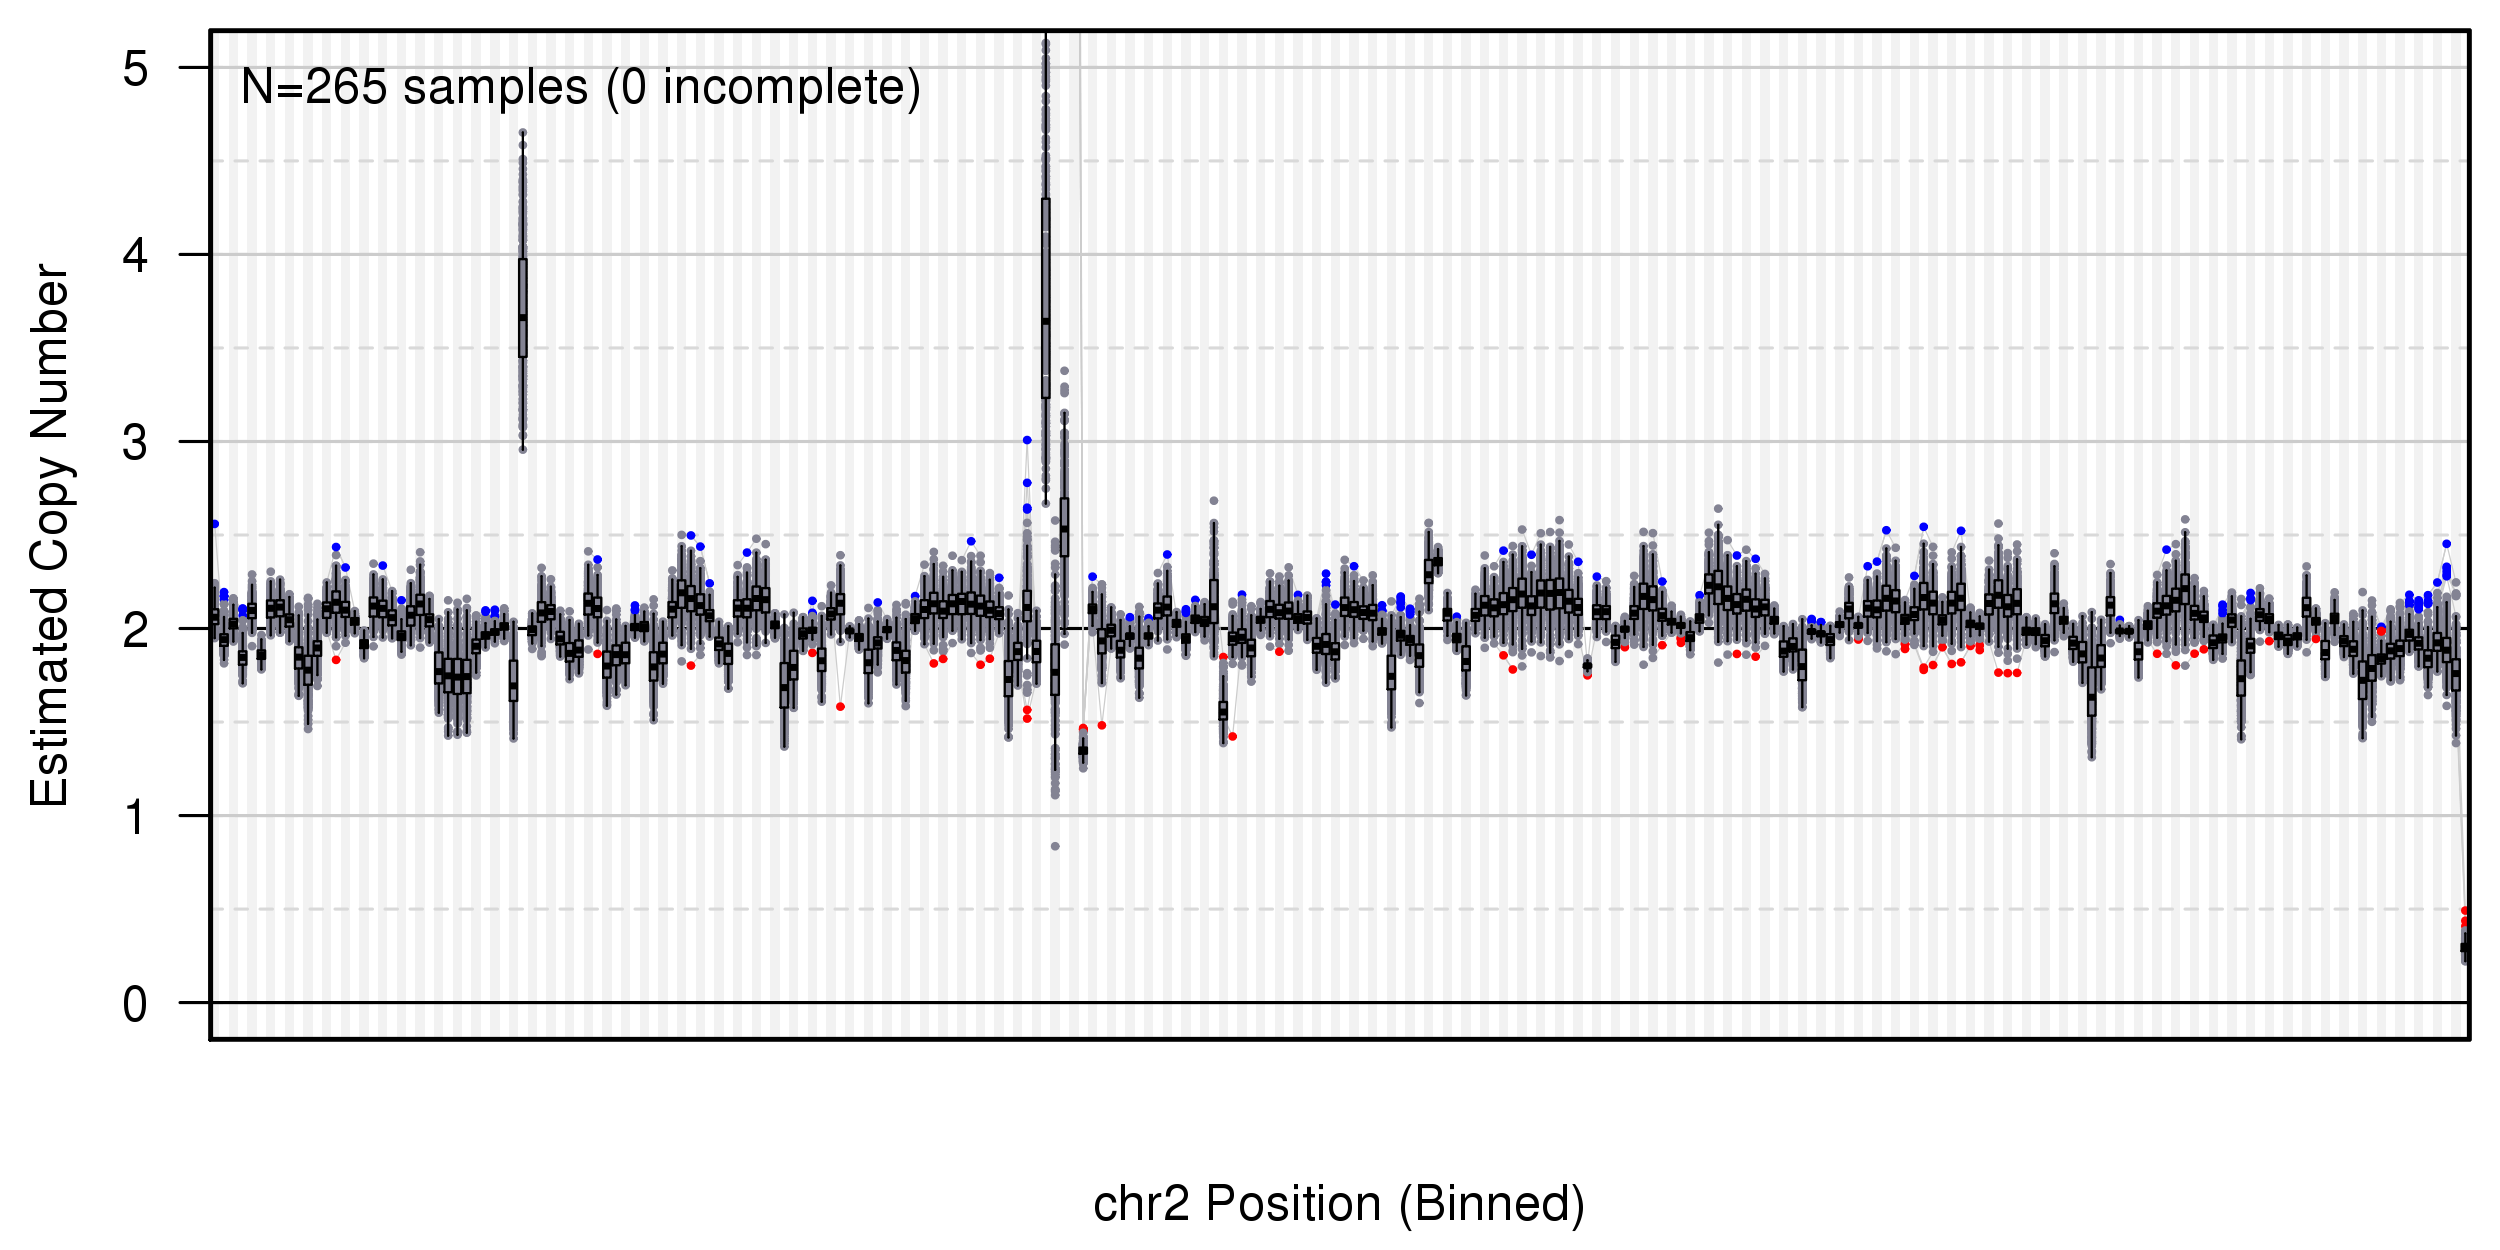 5
N=265 samples (0 incomplete)
4
3
2
1
0
Estimated Copy Number
chr2 Position (Binned)